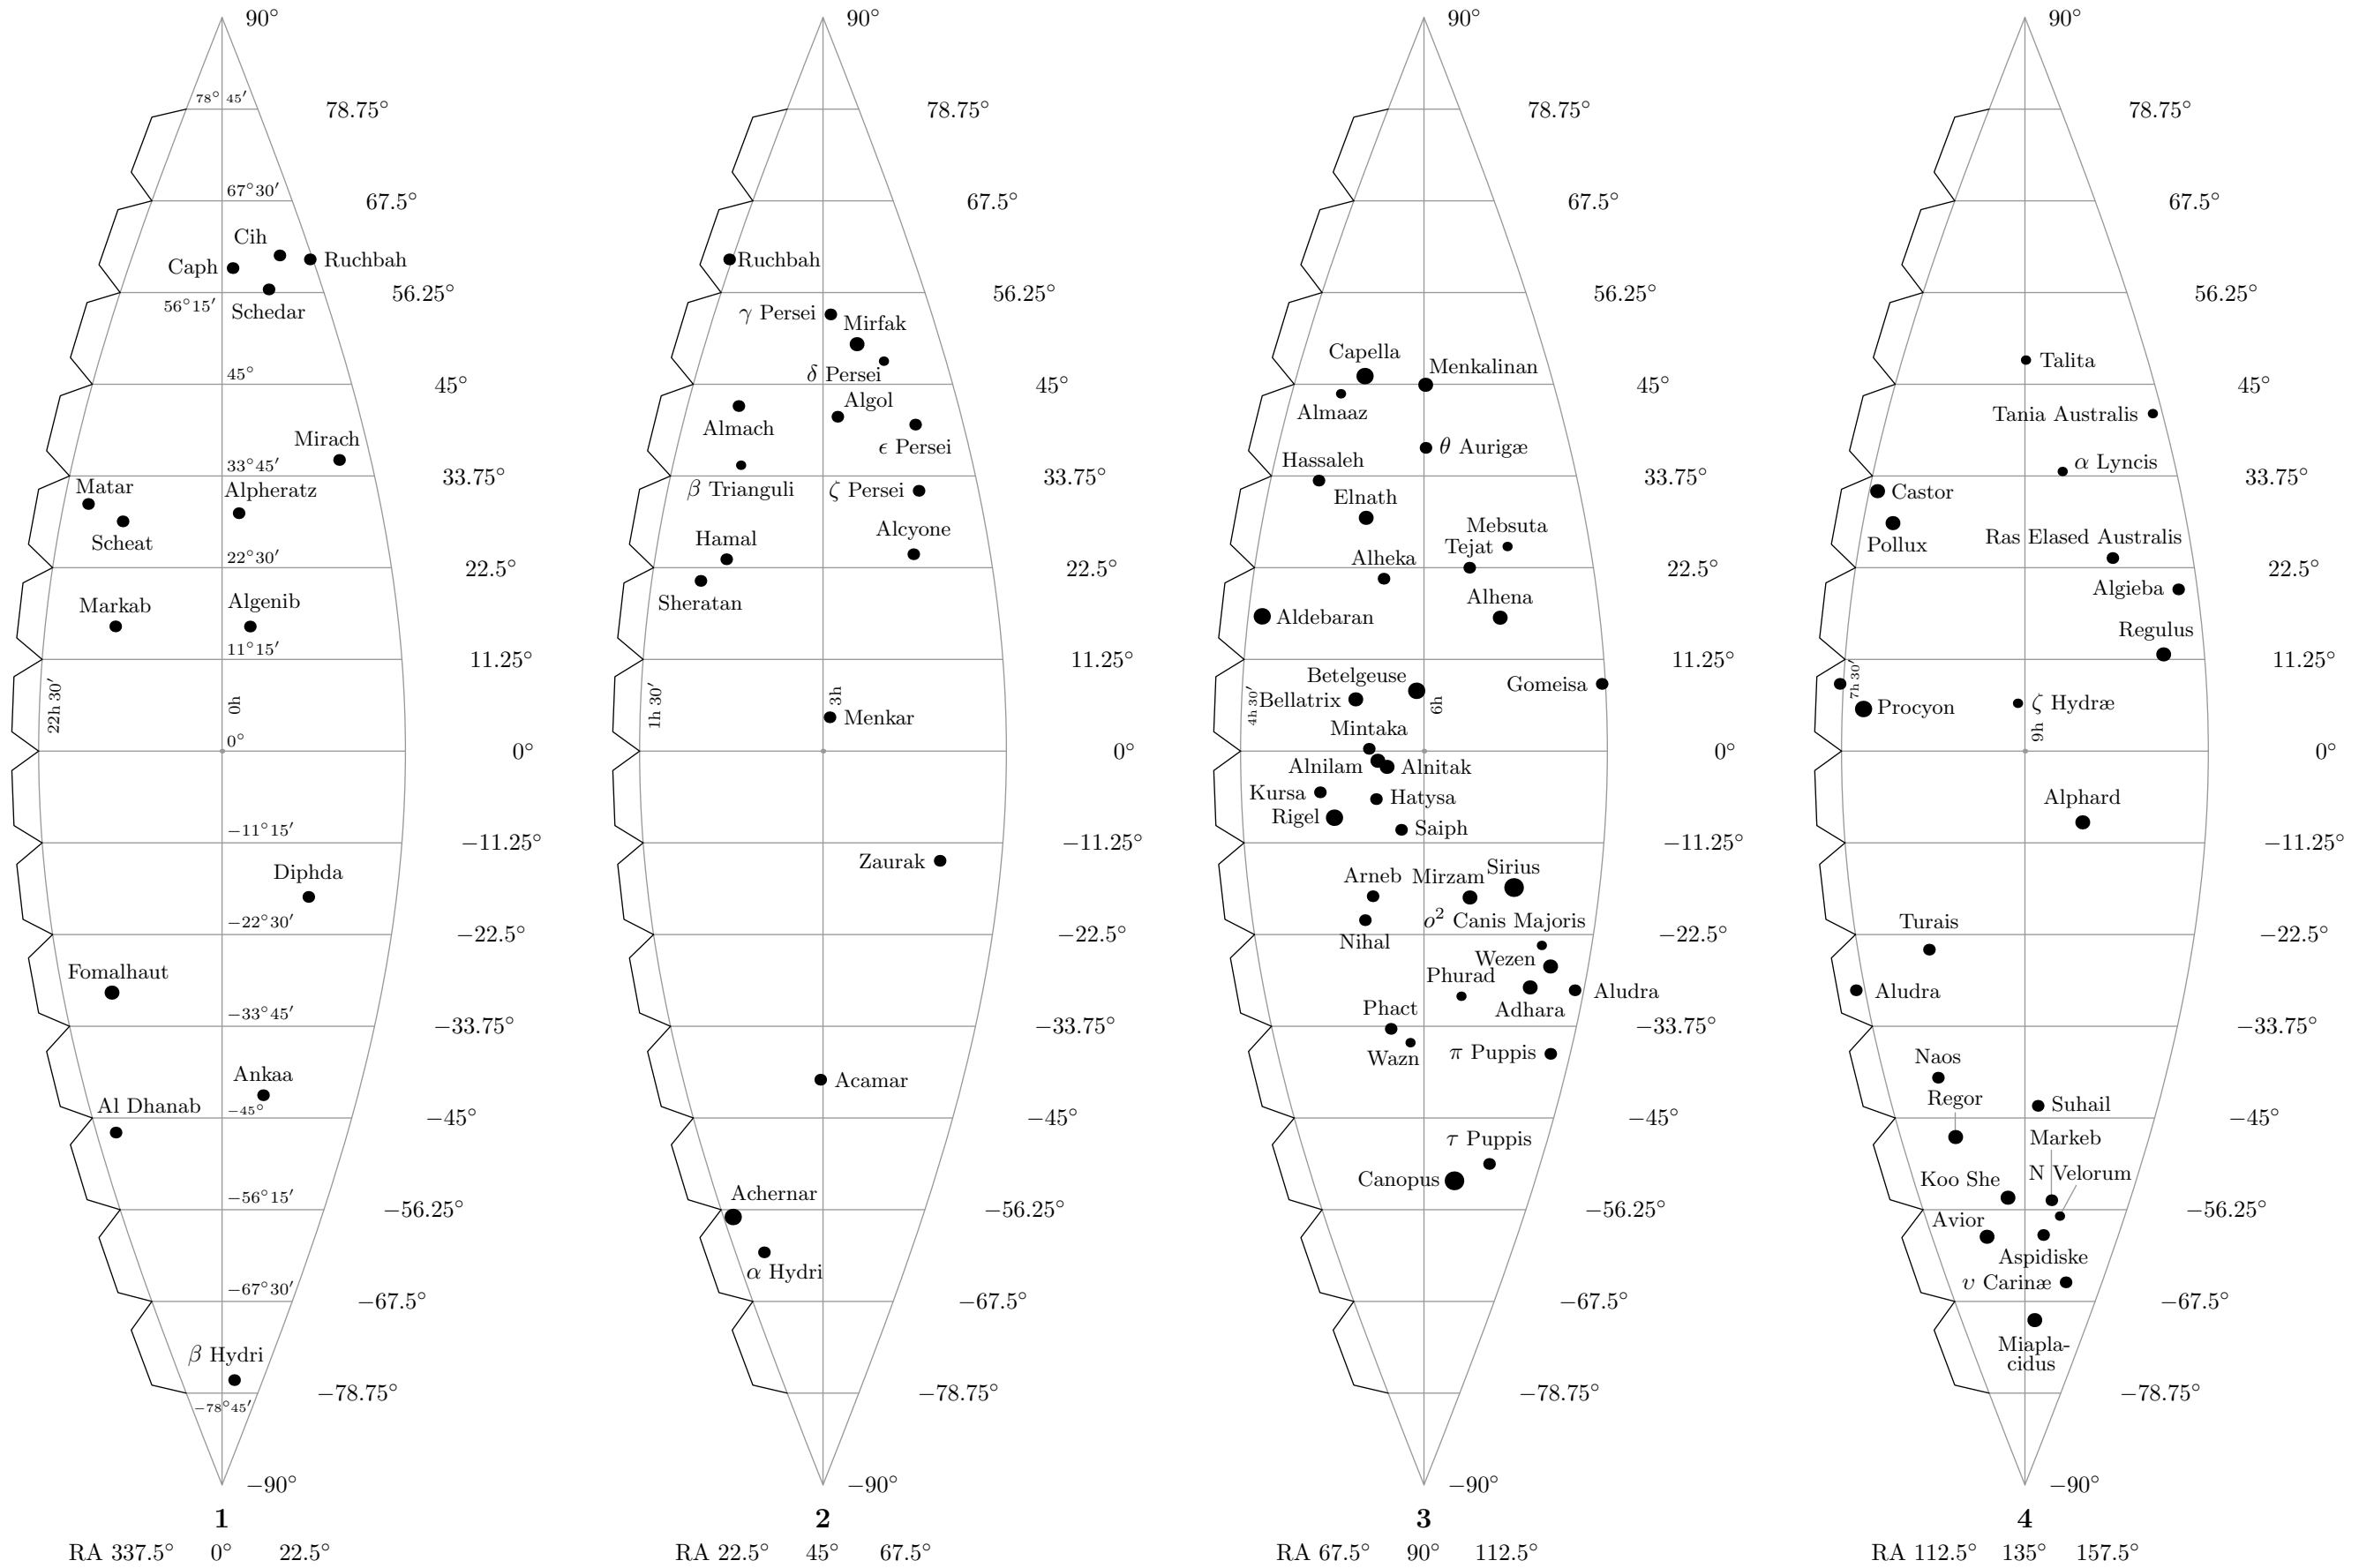 90°
78° 45′
78.75°
67°30′
67.5°
Cih
Caph
Ruchbah
56°15′
Schedar
56.25°
45°
45°
Mirach
33°45′
33.75°
Matar
Alpheratz
Scheat
22°30′
22.5°
Markab
Algenib
11°15′
11.25°
22h 30′
0h
0°
0°
−11°15′
−11.25°
Diphda
−22°30′
−22.5°
Fomalhaut
−33°45′
−33.75°
Ankaa
Al Dhanab
−45°
−45°
−56°15′
−56.25°
−67°30′
−67.5°
β Hydri
−78.75°
−78°45′
−90°
1
RA 337.5° 0° 22.5°
90°
78.75°
67.5°
Ruchbah
56.25°
γ Persei
Mirfak
δ Persei
45°
Algol
Almach
ϵ Persei
33.75°
β Trianguli
ζ Persei
Alcyone
Hamal
22.5°
Sheratan
11.25°
1h 30′
3h
Menkar
0°
−11.25°
Zaurak
−22.5°
−33.75°
Acamar
−45°
Achernar
−56.25°
α Hydri
−67.5°
−78.75°
−90°
2
RA 22.5° 45° 67.5°
90°
78.75°
67.5°
56.25°
Capella
Menkalinan
45°
Almaaz
θ Aurigæ
Hassaleh
33.75°
Elnath
Mebsuta
Tejat
Alheka
22.5°
Alhena
Aldebaran
11.25°
Betelgeuse
Gomeisa
4h 30′
Bellatrix
6h
Mintaka
0°
Alnilam
Alnitak
Kursa
Hatysa
Rigel
Saiph
−11.25°
Sirius
Arneb
Mirzam
ο² Canis Majoris
−22.5°
Nihal
Wezen
Phurad
Aludra
Adhara
Phact
−33.75°
Wazn
π Puppis
−45°
τ Puppis
Canopus
−56.25°
−67.5°
−78.75°
−90°
3
RA 67.5° 90° 112.5°
90°
78.75°
67.5°
56.25°
Talita
45°
Tania Australis
α Lyncis
33.75°
Castor
Ras Elased Australis
Pollux
22.5°
Algieba
Regulus
11.25°
7h 30′
Procyon
ζ Hydræ
9h
0°
Alphard
−11.25°
Turais
−22.5°
Aludra
−33.75°
Naos
Regor
Suhail
−45°
Markeb
N Velorum
Koo She
−56.25°
Avior
Aspidiske
υ Carinæ
−67.5°
Miapla-
cidus
−78.75°
−90°
4
RA 112.5° 135° 157.5°